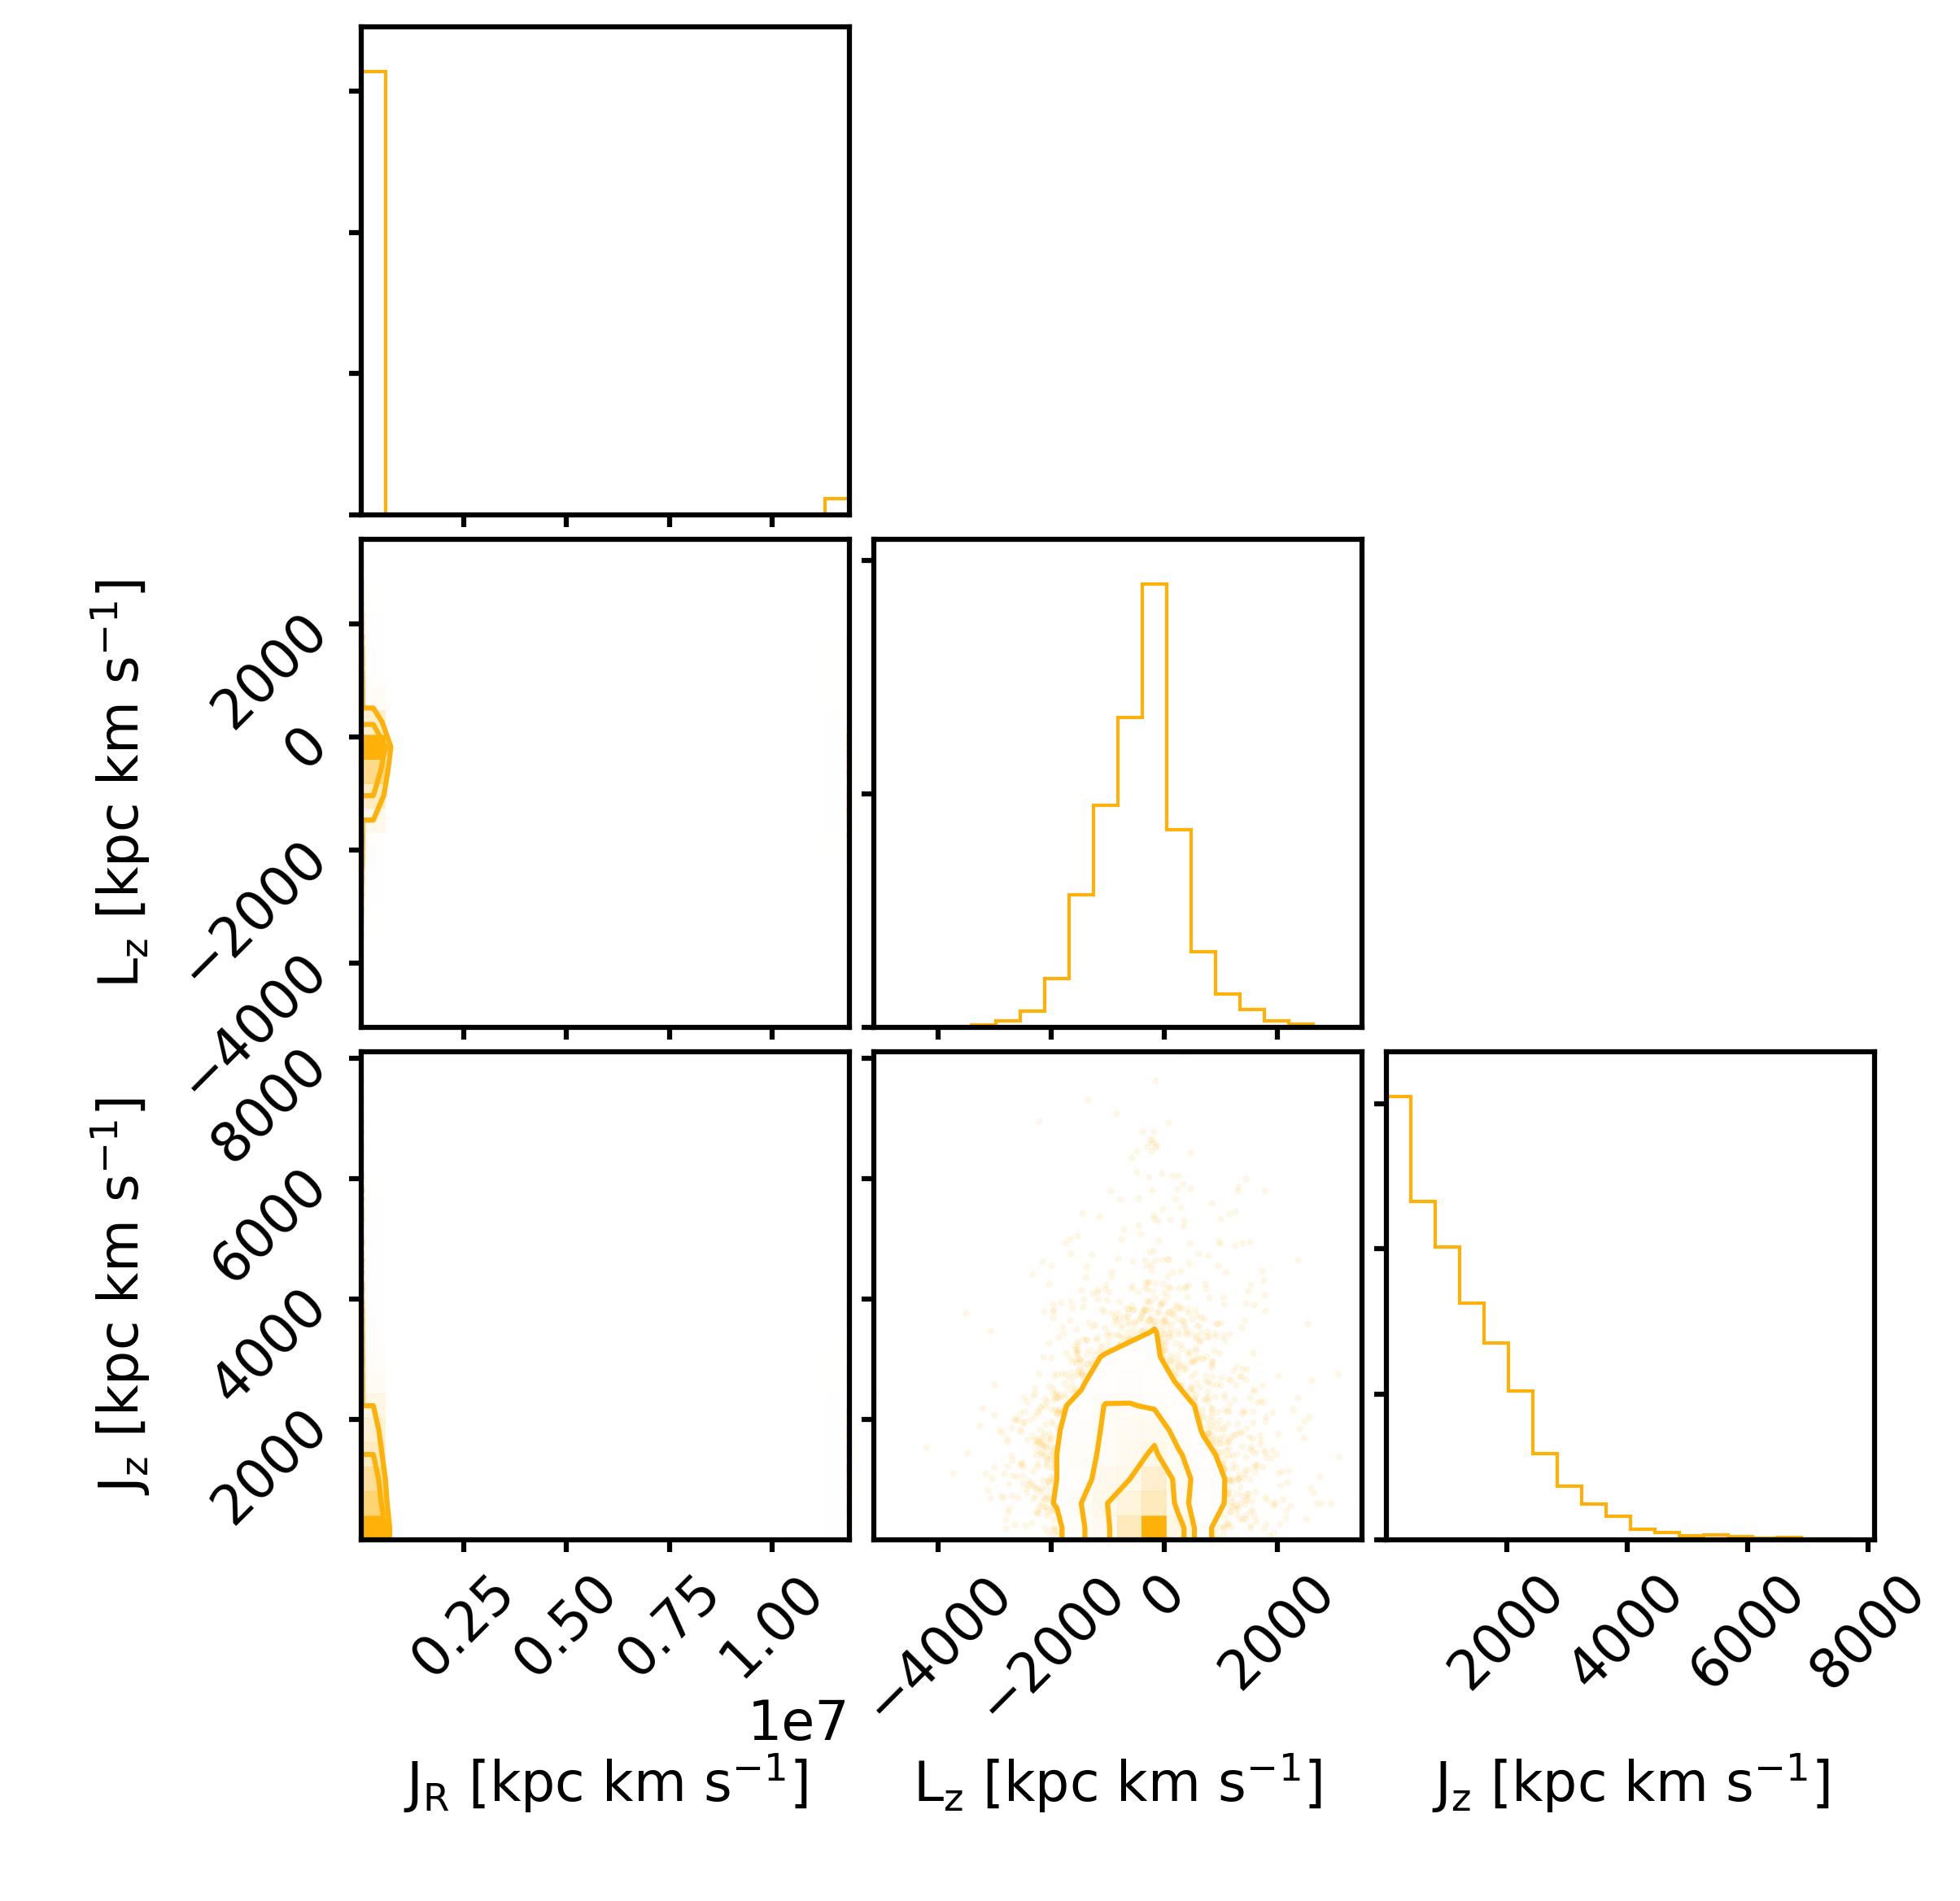 L_z [kpc km s^−1]
2000
0
−2000
−4000
J_z [kpc km s^−1]
8000
6000
4000
2000
0.25 0.50 0.75 1.00
1e7
J_R [kpc km s^−1]
−4000 −2000 0 2000
L_z [kpc km s^−1]
2000 4000 6000 8000
J_z [kpc km s^−1]